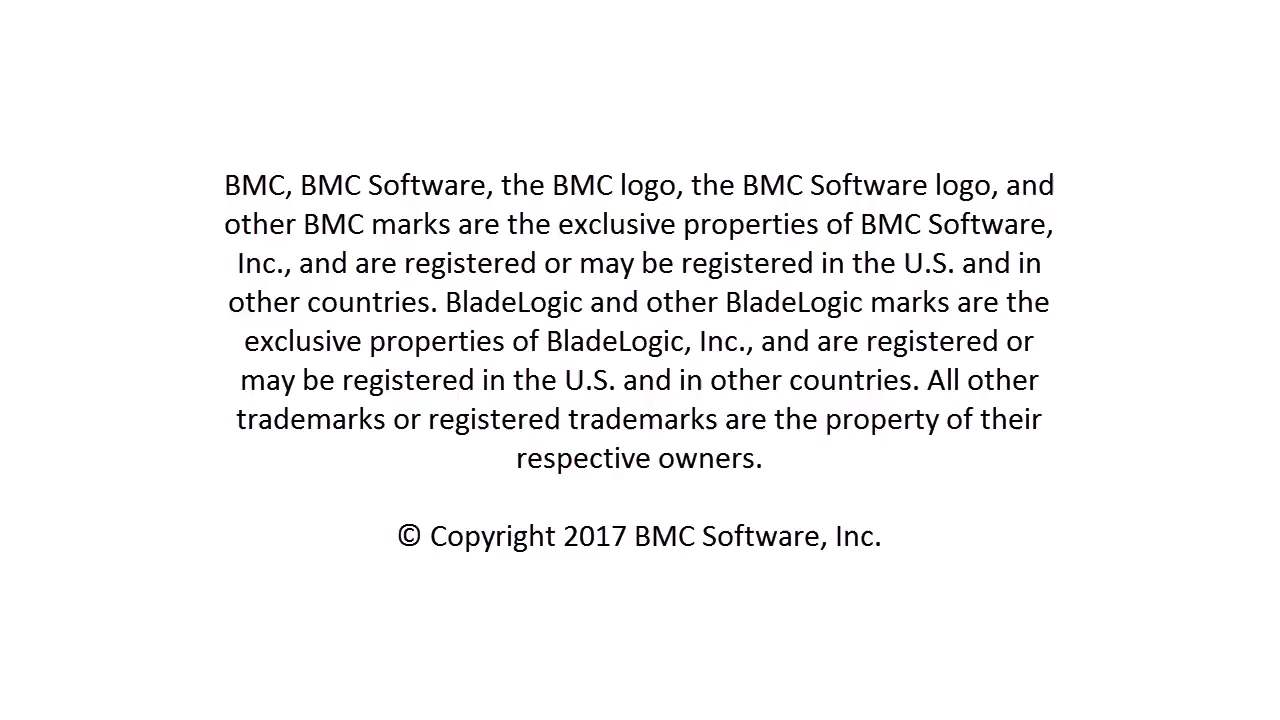 BMC, BMC Software, the BMC logo, the BMC Software logo, and
other BMC marks are the exclusive properties of BMC Software,
Inc., and are registered or may be registered in the U.S. and in
other countries. BladeLogic and other BladeLogic marks are the
exclusive properties of BladeLogic, Inc., and are registered or
may be registered in the U.S. and in other countries. All other
trademarks or registered trademarks are the property of their
respective owners.
© Copyright 2017 BMC Software, Inc.